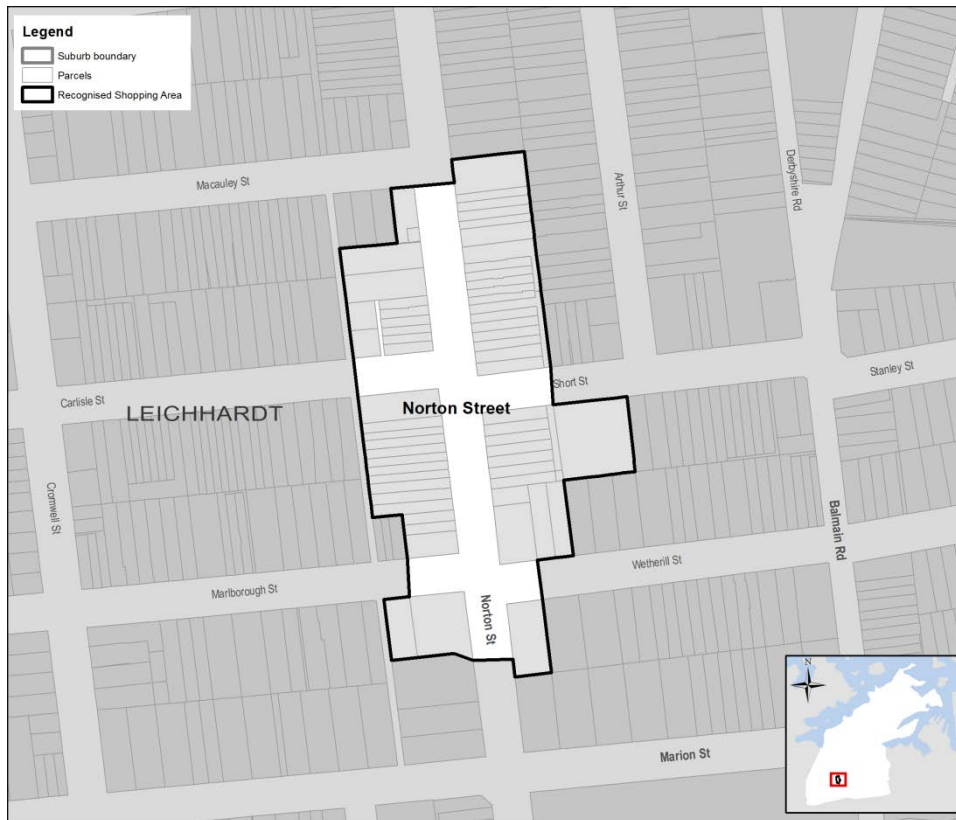 Legend
Suburb boundary
Parcels
Recognised Shopping Area
Macauley St
Arthur St
Derbyshire Rd
Short St
Stanley St
Carlisle St
LEICHHARDT
Norton Street
Cromwell St
Balmain Rd
Wetherill St
Marlborough St
Norton St
Marion St
N